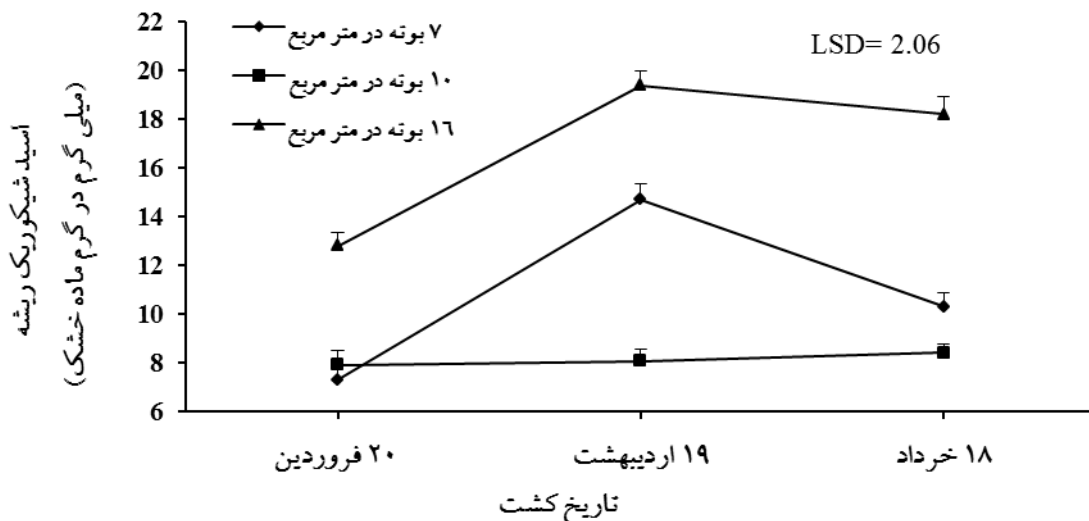 ۷ بوته در متر مربع
۱۰ بوته در متر مربع
۱٦ بوته در متر مربع
LSD= 2.06
22
20
18
16
14
12
10
8
6
اسید شیکوریک ریشه
(میلی گرم در گرم ماده خشک)
۲۰ فروردین
۱۹ اردیبهشت
۱۸ خرداد
تاریخ کشت